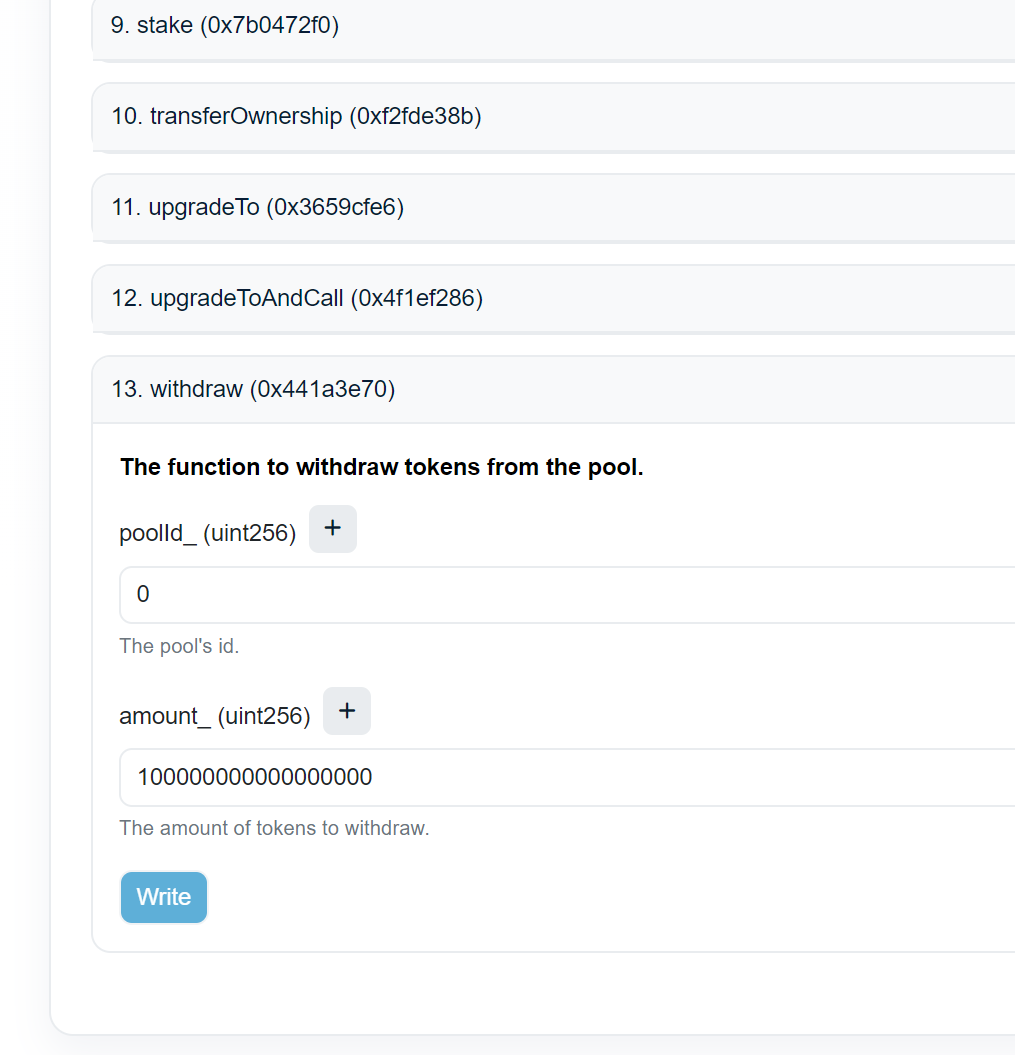 9. stake (0x7b0472f0)
10. transferOwnership (0xf2fde38b)
11. upgradeTo (0x3659cfe6)
12. upgradeToAndCall (0x4f1ef286)
13. withdraw (0x441a3e70)
The function to withdraw tokens from the pool.
poolId_ (uint256) +
0
The pool's id.
amount_ (uint256) +
100000000000000000
The amount of tokens to withdraw.
Write